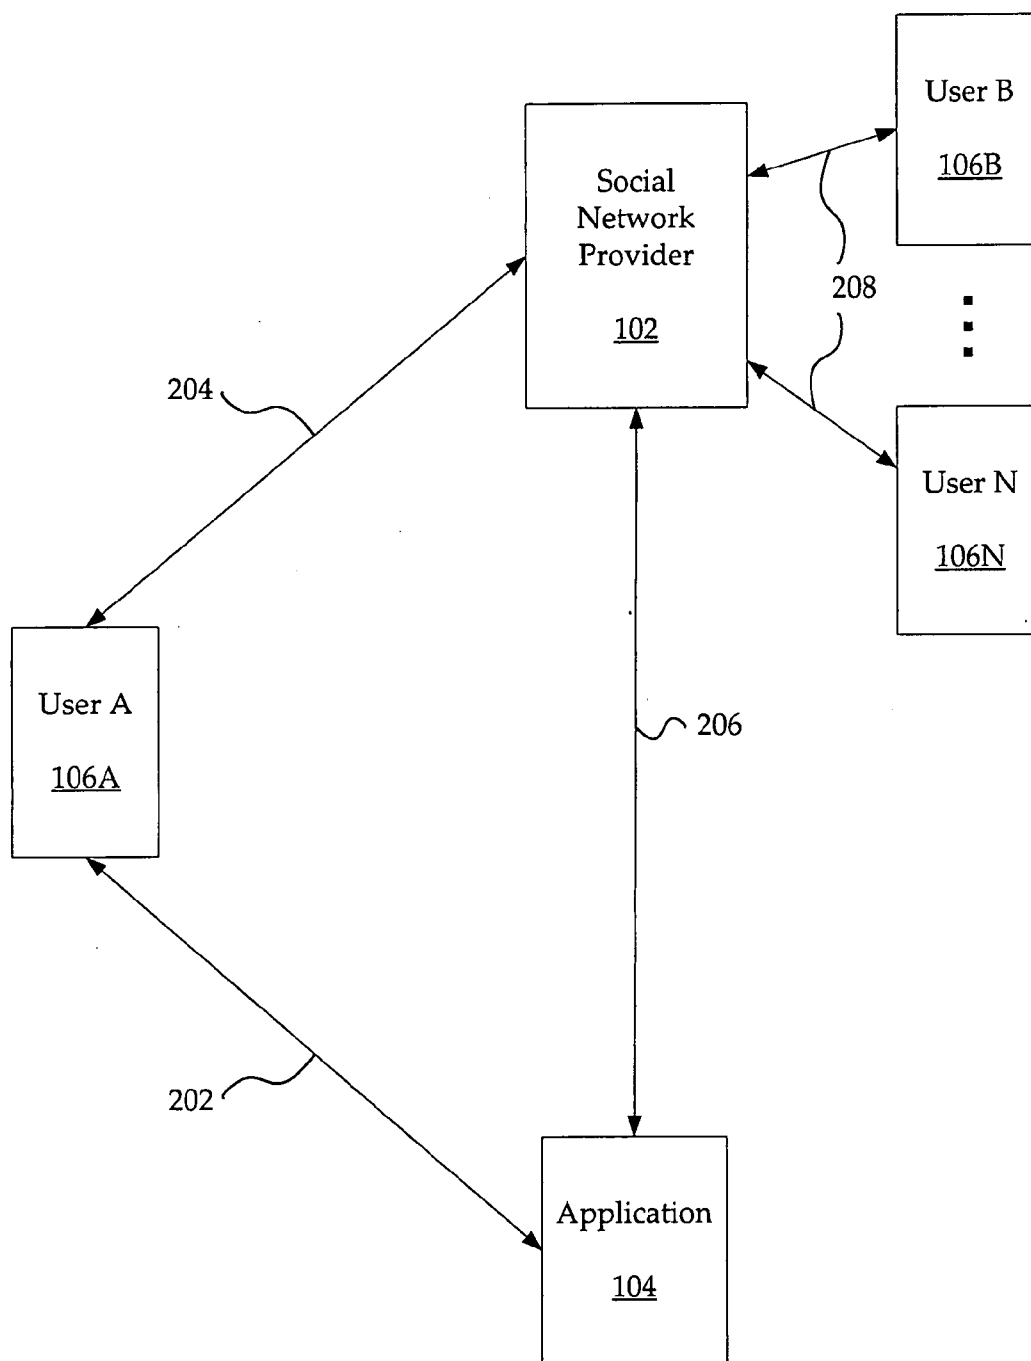 User B
106B
Social
Network
Provider
102
208
204
User N
106N
User A
106A
206
202
Application
104